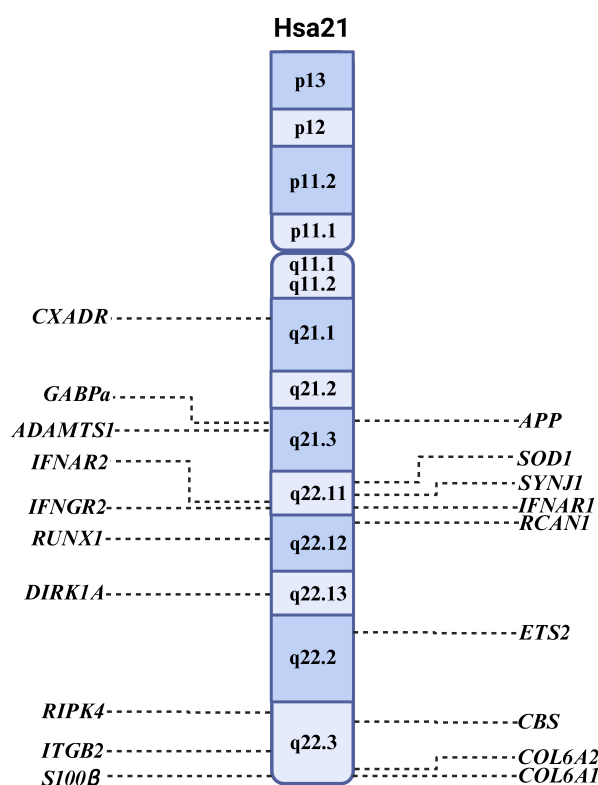 Hsa21
p13
p12
p11.2
p11.1
q11.1
q11.2
CXADR
q21.1
q21.2
GABPa
APP
ADAMTS1
q21.3
IFNAR2
SOD1
SYNJ1
q22.11
IFNGR2
IFNAR1
RCAN1
RUNX1
q22.12
DIRK1A
q22.13
ETS2
q22.2
RIPK4
CBS
q22.3
ITGB2
COL6A2
S100β
COL6A1